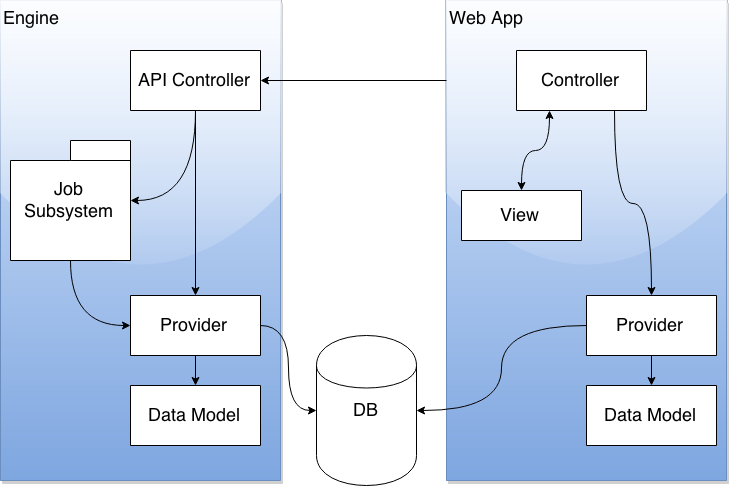 Engine
Web App
API Controller
Controller
Job
Subsystem
View
Provider
Provider
DB
Data Model
Data Model